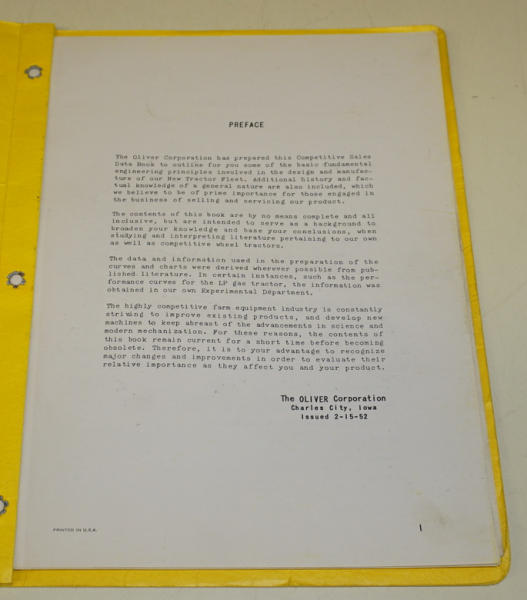 PREFACE
The Oliver Corporation has prepared this Competitive Sales
Data Book to outline for you some of the basic fundamental
engineering principles involved in the design and manufac-
ture of our New Tractor Fleet. Additional history and fac-
tual knowledge of a general nature are also included, which
we believe to be of prime importance for those engaged in
the business of selling and servicing our product.
The contents of this book are by no means complete and all
inclusive, but are intended to serve as a background to
broaden your knowledge and base your conclusions, when
studying and interpreting literature pertaining to our own
as well as competitive wheel tractors.
The data and information used in the preparation of the
curves and charts were derived wherever possible from pub-
lished literature. In certain instances, such as the per-
formance curves for the LP gas tractor, the information was
obtained in our own Experimental Department.
The highly competitive farm equipment industry is constantly
striving to improve existing products, and develop new
machines to keep abreast of the advancements in science and
modern mechanization. For these reasons, the contents of
this book remain current for a short time before becoming
obsolete. Therefore, it is to your advantage to recognize
major changes and improvements in order to evaluate their
relative importance as they affect you and your product.
The OLIVER Corporation
Charles City, Iowa
Issued 2-15-52
PRINTED IN U.S.A.
1